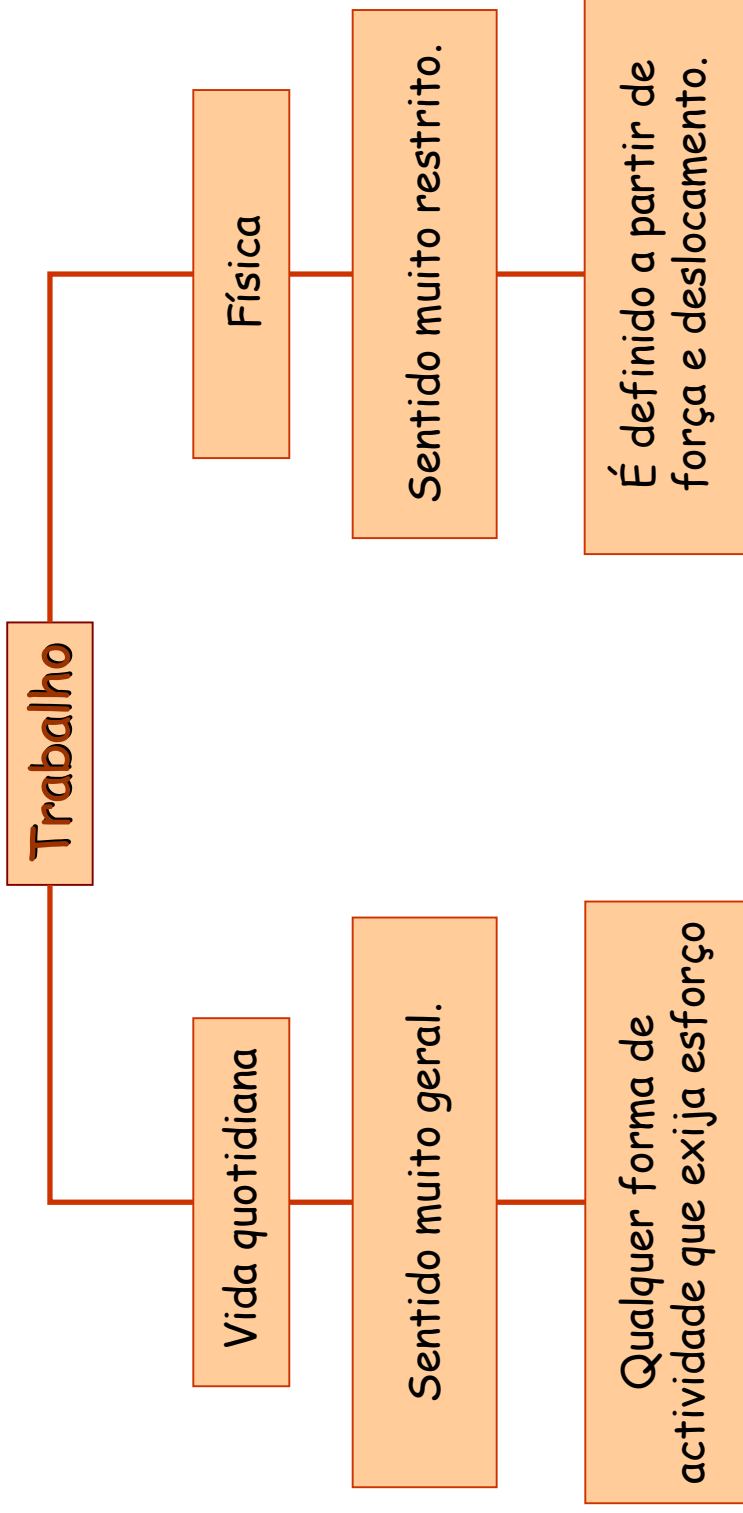 Trabalho
Vida quotidiana
Sentido muito geral.
Qualquer forma de
actividade que exija esforço
Física
Sentido muito restrito.
É definido a partir de
força e deslocamento.